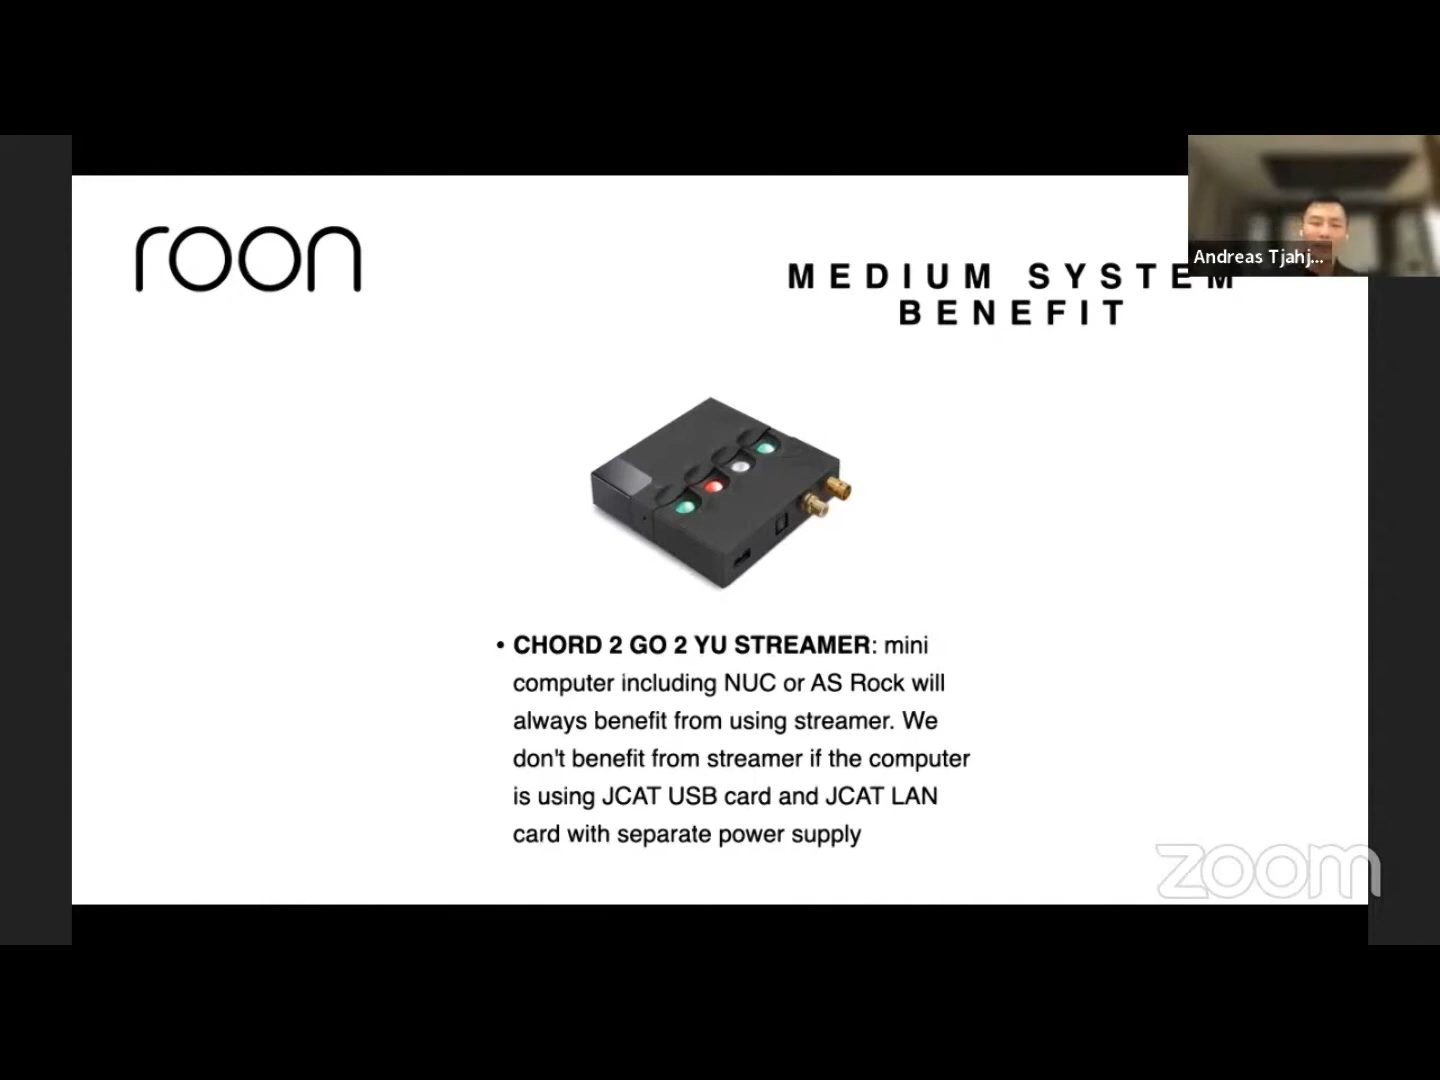 roon
Andreas Tjahj...
MEDIUM SYSTEM
BENEFIT
• CHORD 2 GO 2 YU STREAMER: mini
computer including NUC or AS Rock will
always benefit from using streamer. We
don't benefit from streamer if the computer
is using JCAT USB card and JCAT LAN
card with separate power supply
zoom